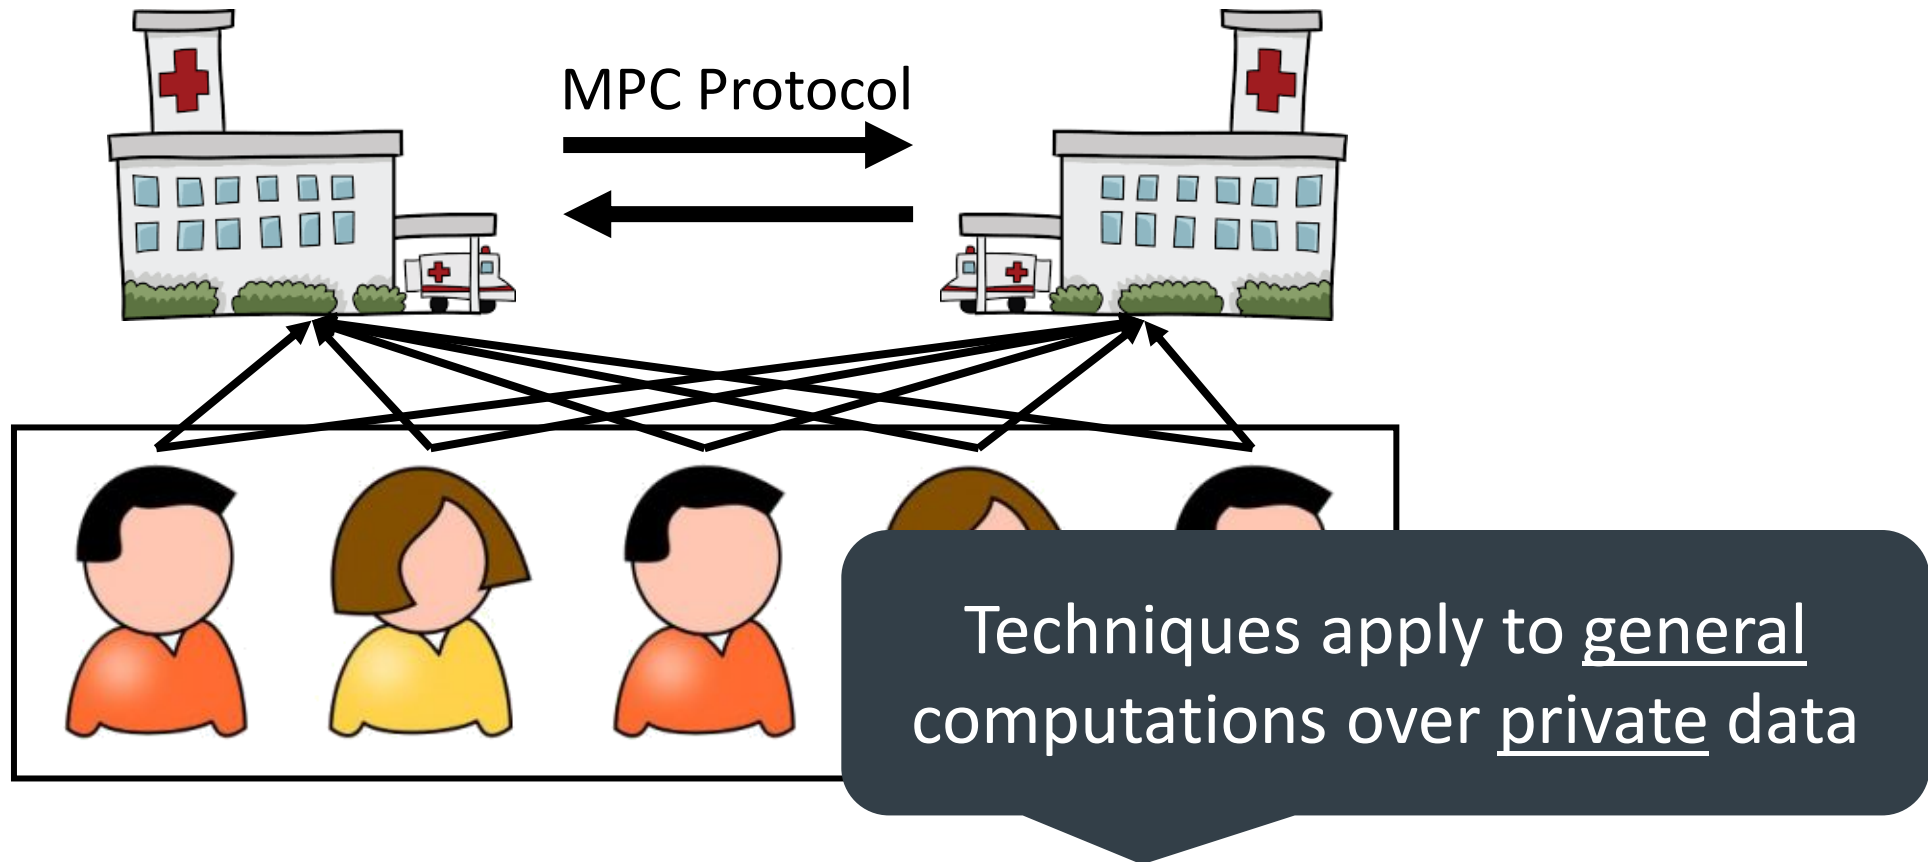 MPC Protocol
Techniques apply to general
computations over private data